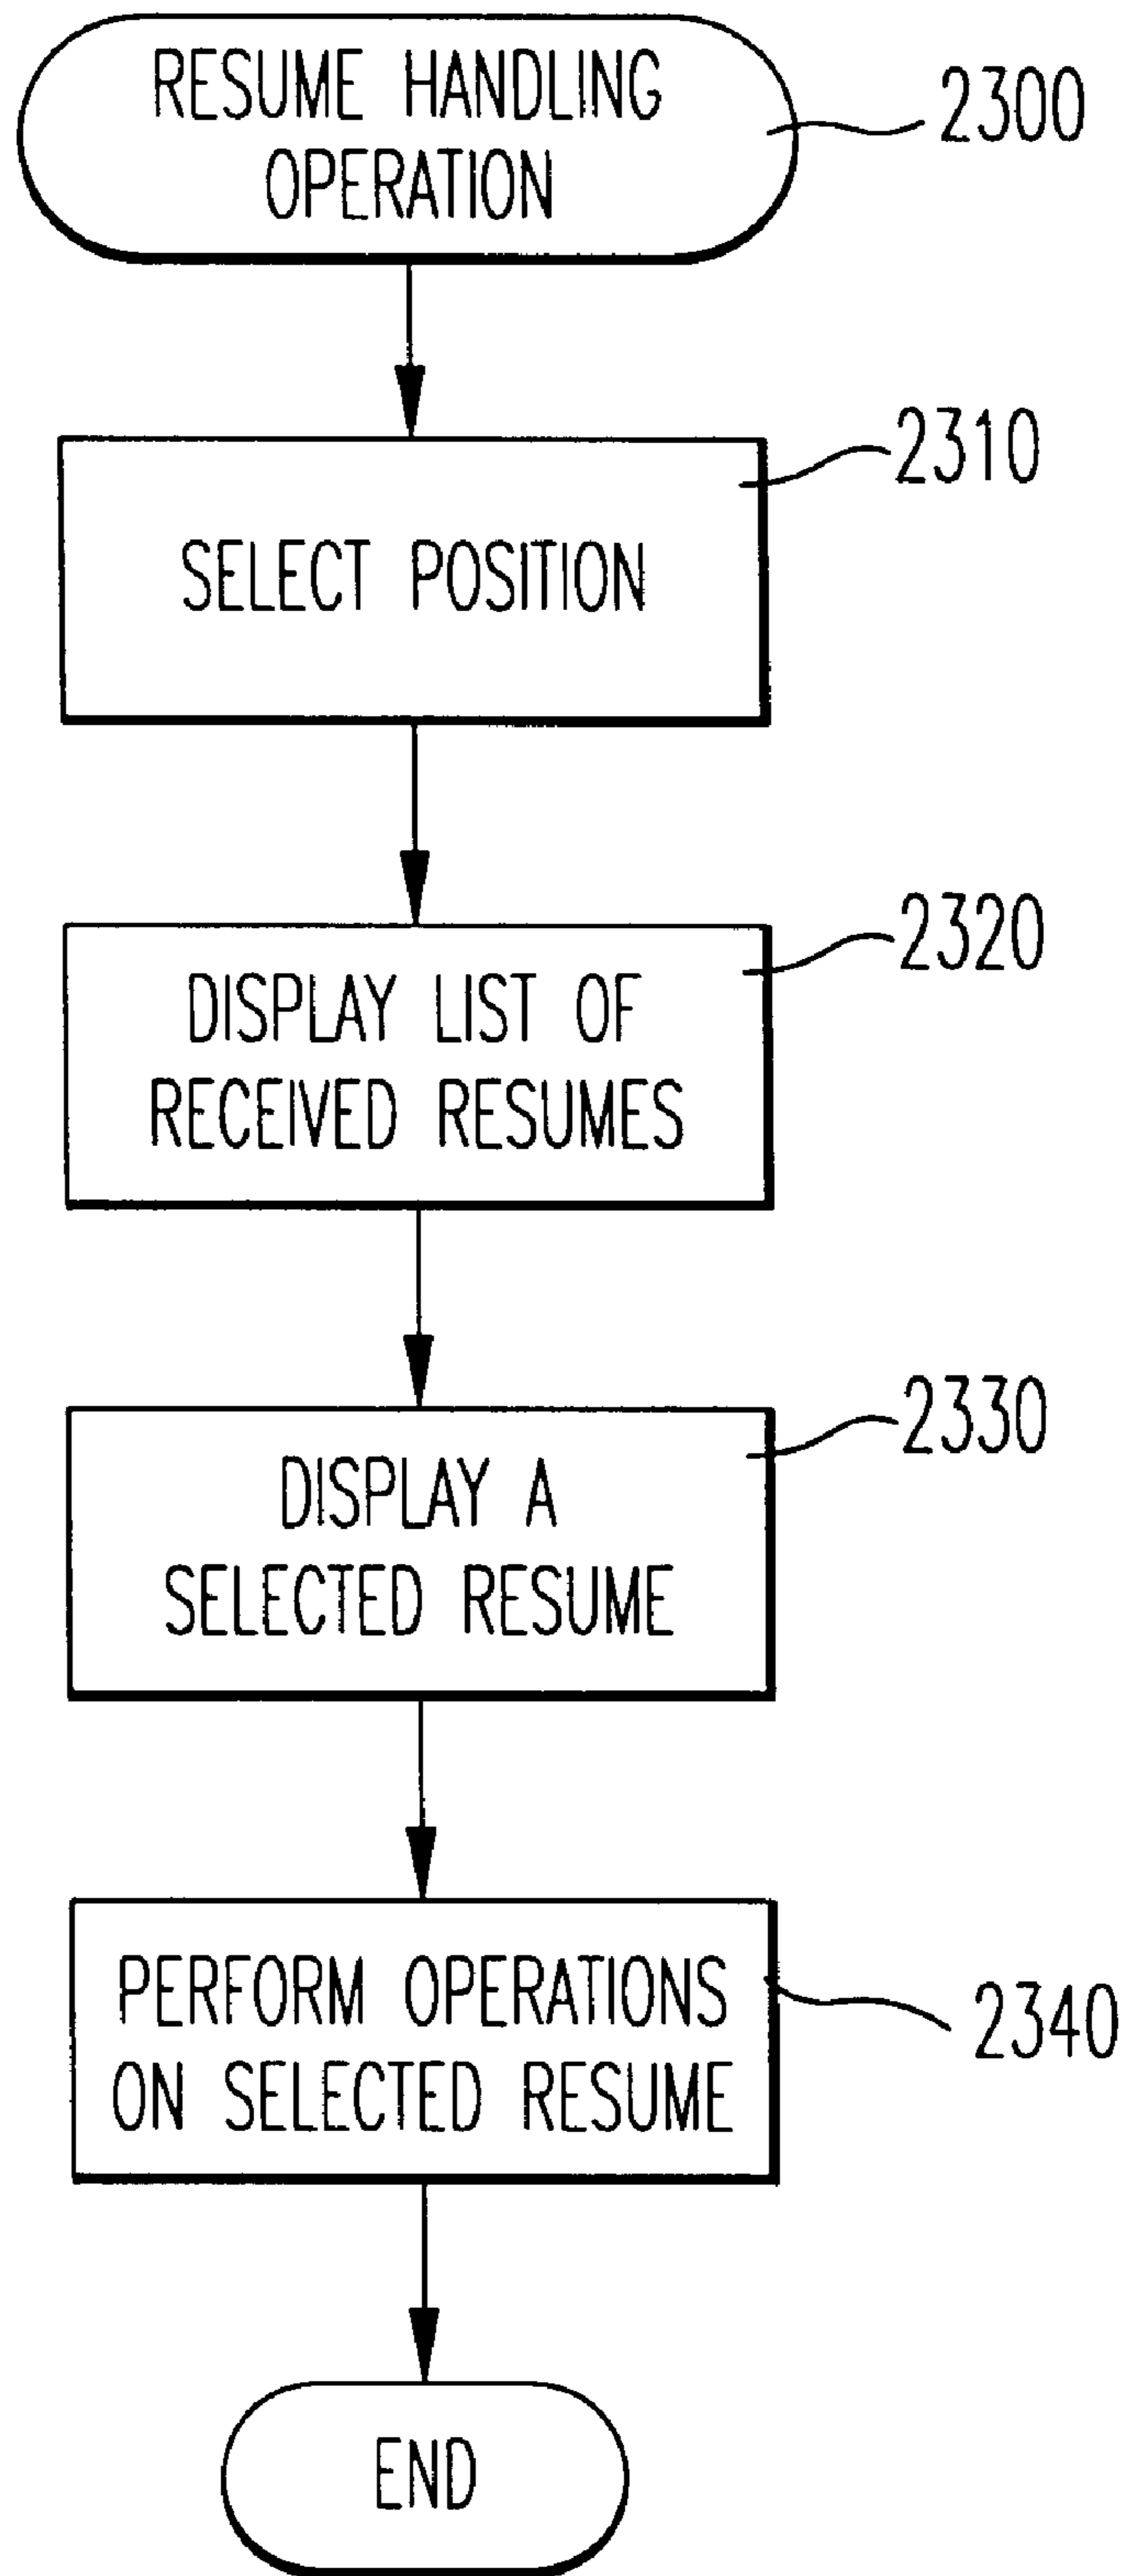 RESUME HANDLING
OPERATION
2300
2310
SELECT POSITION
2320
DISPLAY LIST OF
RECEIVED RESUMES
2330
DISPLAY A
SELECTED RESUME
PERFORM OPERATIONS
ON SELECTED RESUME
2340
END